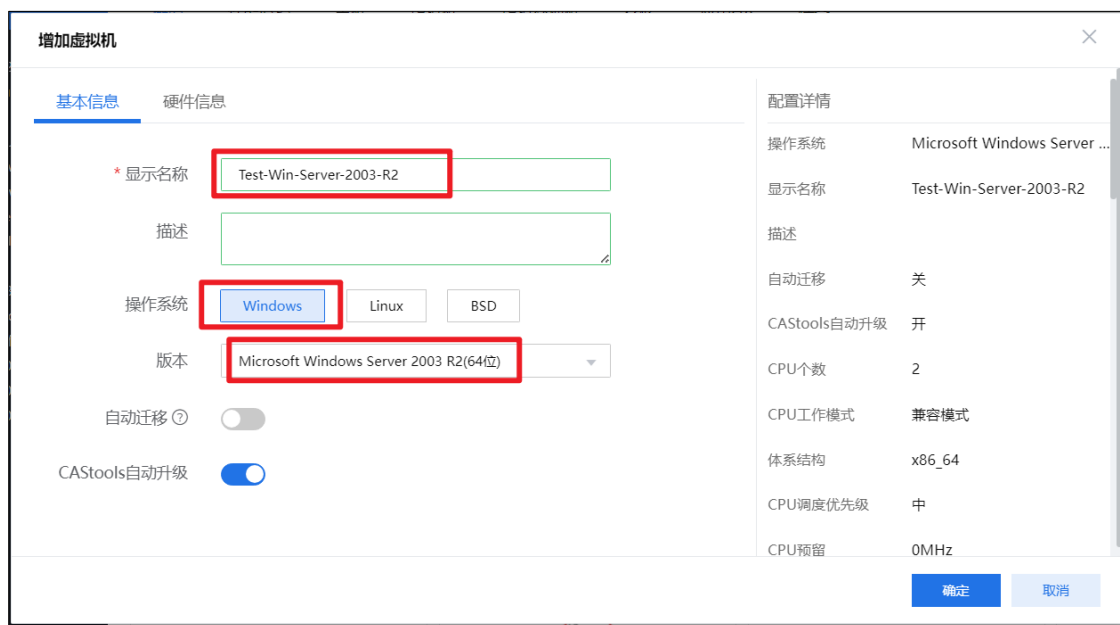 增加虚拟机
基本信息 硬件信息
* 显示名称 Test-Win-Server-2003-R2
描述
操作系统 Windows Linux BSD
版本 Microsoft Windows Server 2003 R2(64位)
自动迁移 ?
CAStools自动升级
配置详情
操作系统 Microsoft Windows Server ...
显示名称 Test-Win-Server-2003-R2
描述
自动迁移 关
CAStools自动升级 开
CPU个数 2
CPU工作模式 兼容模式
体系结构 x86_64
CPU调度优先级 中
CPU预留 0MHz
确定 取消